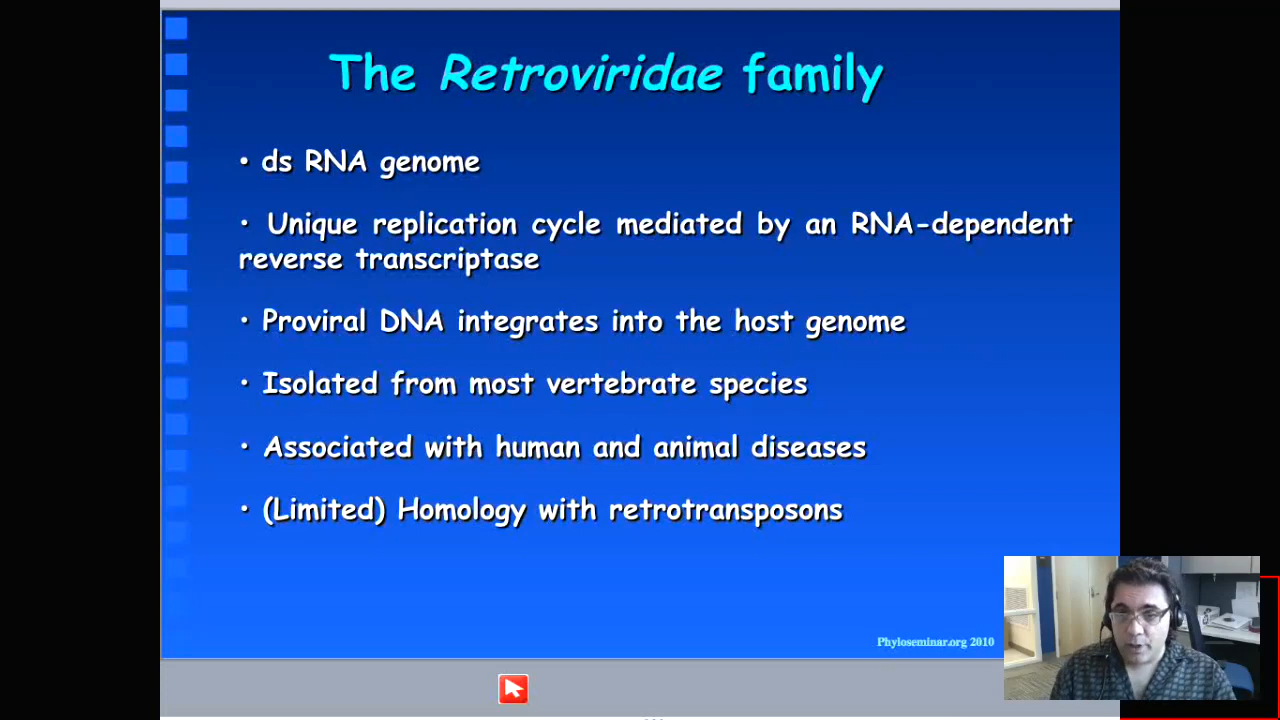 The Retroviridae family
• ds RNA genome
• Unique replication cycle mediated by an RNA-dependent
reverse transcriptase
• Proviral DNA integrates into the host genome
• Isolated from most vertebrate species
• Associated with human and animal diseases
• (Limited) Homology with retrotransposons
Phyloseminar.org 2010